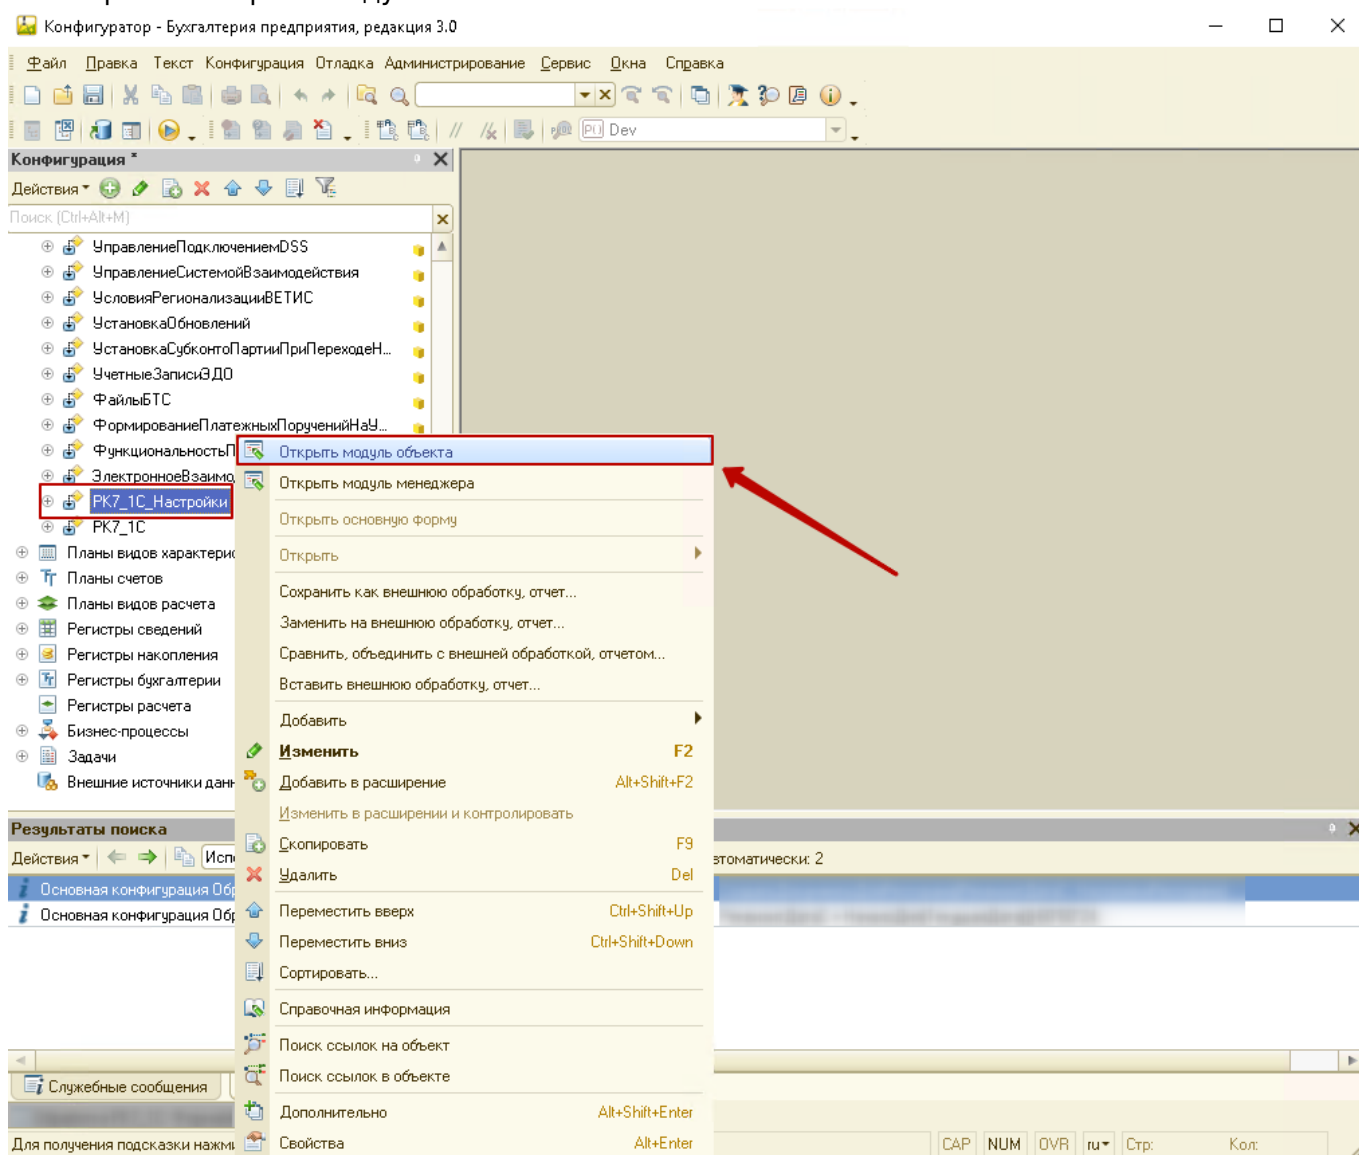 Конфигуратор - Бухгалтерия предприятия, редакция 3.0
Файл Правка Текст Конфигурация Отладка Администрирование Сервис Окна Справка
Dev
Конфигурация *
Действия
Поиск (Ctrl+Alt+M)
УправлениеПодключениемDSS
УправлениеСистемойВзаимодействия
УсловияРегионализацииВЕТИС
УстановкаОбновлений
УстановкаСубконтоПартииПриПереходеН...
УчетныеЗаписиЭДО
ФайлыБТС
ФормированиеПлатежныхПорученийНаУ...
ФункциональностьП
ЭлектронноеВзаимо
РК7_1С_Настройки
РК7_1С
Планы видов характерис
Планы счетов
Планы видов расчета
Регистры сведений
Регистры накопления
Регистры бухгалтерии
Регистры расчета
Бизнес-процессы
Задачи
Внешние источники данн
Открыть модуль объекта
Открыть модуль менеджера
Открыть основную форму
Открыть
Сохранить как внешнюю обработку, отчет...
Заменить на внешнюю обработку, отчет...
Сравнить, объединить с внешней обработкой, отчетом...
Вставить внешнюю обработку, отчет...
Добавить
Изменить F2
Добавить в расширение Alt+Shift+F2
Изменить в расширении и контролировать
Скопировать F9
Удалить Del
Переместить вверх Ctrl+Shift+Up
Переместить вниз Ctrl+Shift+Down
Сортировать...
Справочная информация
Поиск ссылок на объект
Поиск ссылок в объекте
Дополнительно Alt+Shift+Enter
Свойства Alt+Enter
Результаты поиска
Действия Исп втоматически: 2
Основная конфигурация Обр
Основная конфигурация Обр
Служебные сообщения
Для получения подсказки нажми CAP NUM OVR ru Стр: Кол: